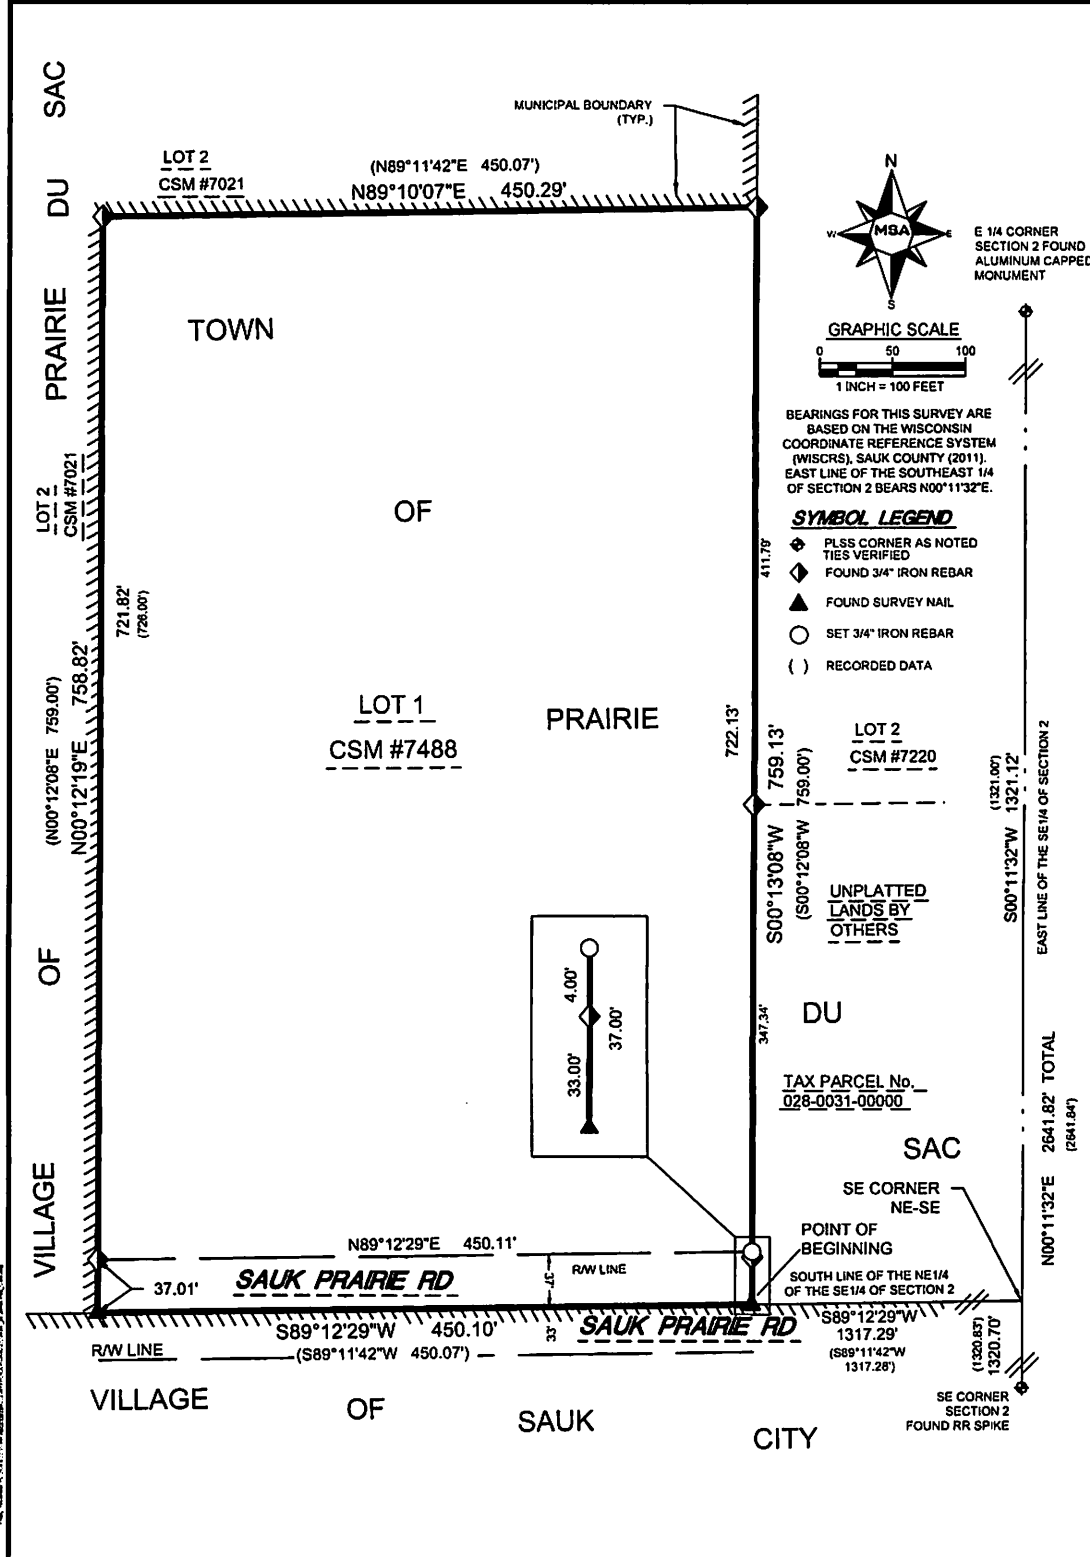 MUNICIPAL BOUNDARY
(TYP.)
LOT 2
CSM #7021
(N89°11'42"E 450.07')
N89°10'07"E 450.29'
VILLAGE OF PRAIRIE DU SAC
N
W
MSA
E
S
E 1/4 CORNER
SECTION 2 FOUND
ALUMINUM CAPPED
MONUMENT
TOWN
GRAPHIC SCALE
0 50 100
1 INCH = 100 FEET
BEARINGS FOR THIS SURVEY ARE
BASED ON THE WISCONSIN
COORDINATE REFERENCE SYSTEM
(WISCRS), SAUK COUNTY (2011).
EAST LINE OF THE SOUTHEAST 1/4
OF SECTION 2 BEARS N00°11'32"E.
LOT 2
CSM #7021
OF
SYMBOL LEGEND
PLSS CORNER AS NOTED
TIES VERIFIED
FOUND 3/4" IRON REBAR
FOUND SURVEY NAIL
SET 3/4" IRON REBAR
( ) RECORDED DATA
411.79'
721.82'
(726.00')
(N00°12'08"E 759.00')
N00°12'19"E 758.82'
LOT 1
CSM #7488
PRAIRIE
722.13'
759.13'
S00°13'08"W
(S00°12'08"W 759.00')
LOT 2
CSM #7220
(1321.00')
S00°11'32"W 1321.12'
EAST LINE OF THE SE1/4 OF SECTION 2
UNPLATTED
LANDS BY
OTHERS
4.00'
37.00'
33.00'
347.34'
DU
TAX PARCEL No.
028-0031-00000
SAC
N00°11'32"E 2641.82' TOTAL
(2641.84')
SE CORNER
NE-SE
POINT OF
BEGINNING
N89°12'29"E 450.11'
R/W LINE
37'
SAUK PRAIRIE RD
37.01'
SOUTH LINE OF THE NE1/4
OF THE SE1/4 OF SECTION 2
S89°12'29"W 450.10'
(S89°11'42"W 450.07')
33'
SAUK PRAIRIE RD
S89°12'29"W
1317.29'
(S89°11'42"W
1317.28')
(1320.83')
1320.70'
R/W LINE
SE CORNER
SECTION 2
FOUND RR SPIKE
VILLAGE OF SAUK CITY